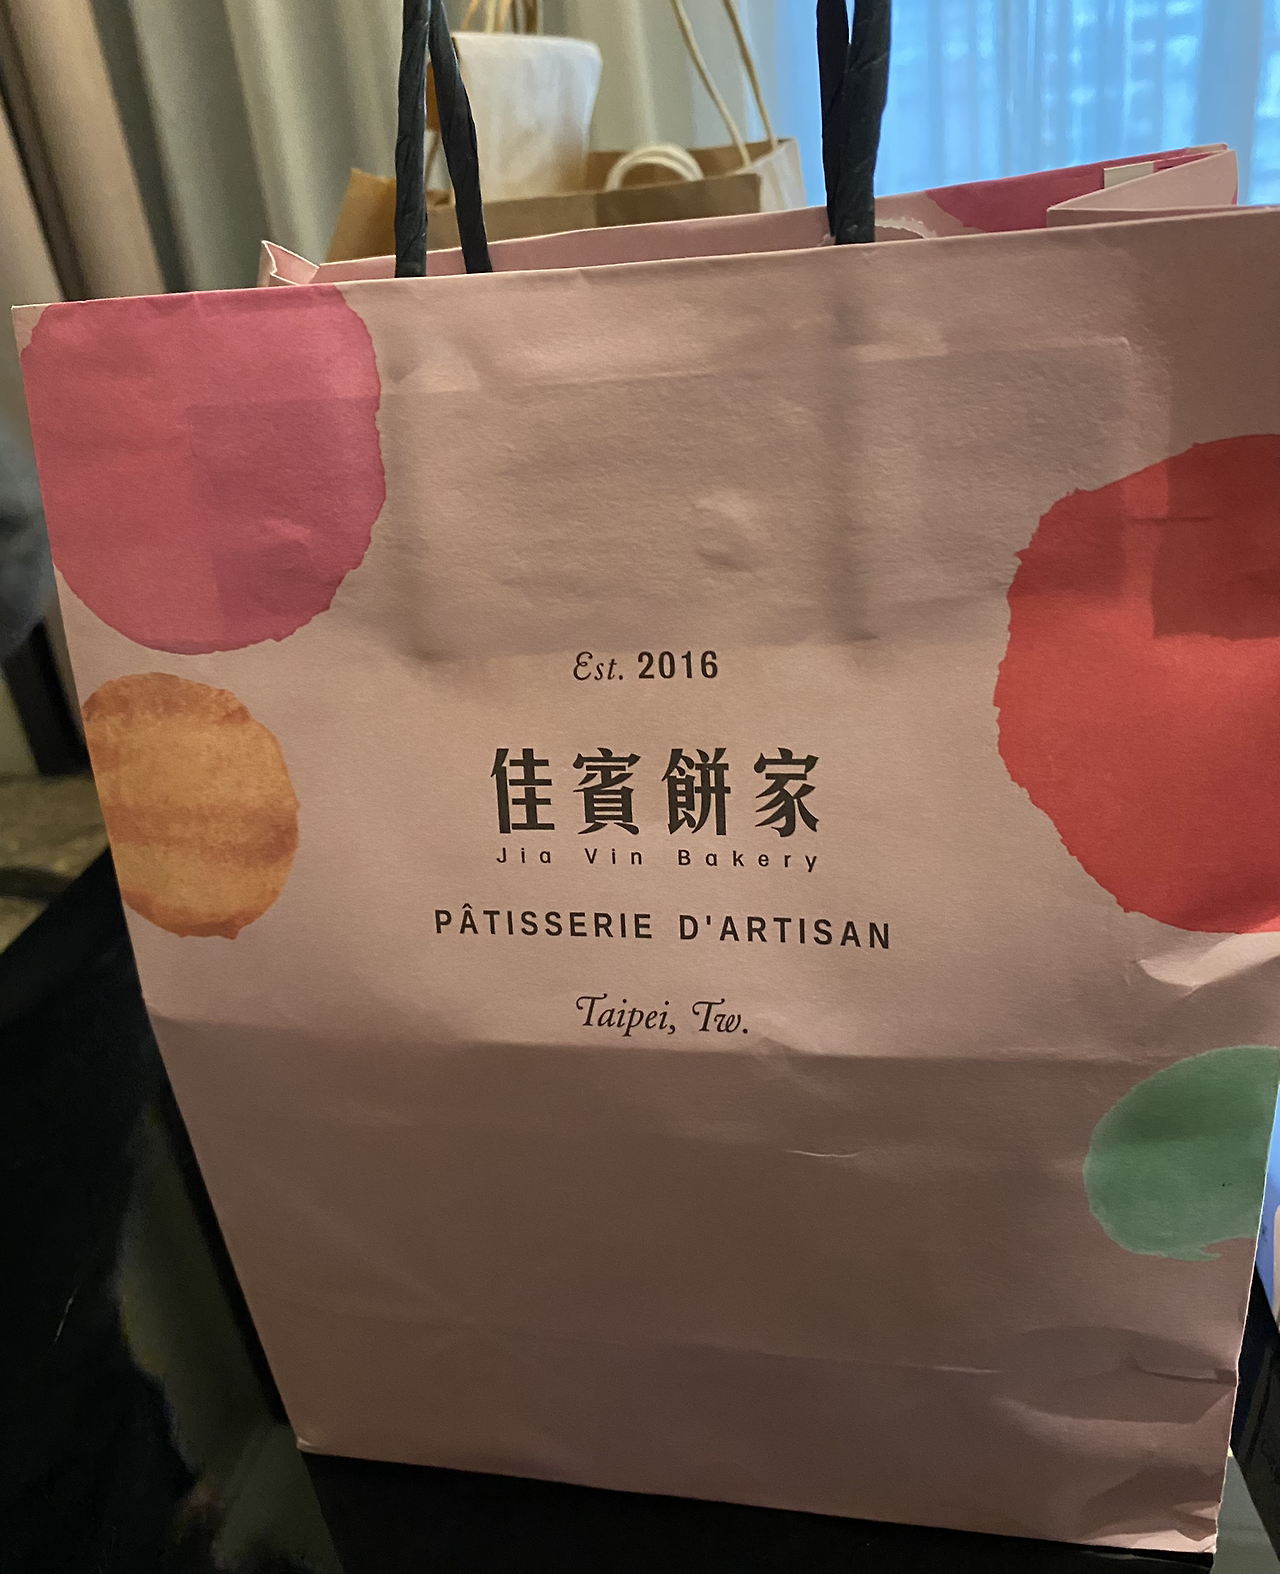 Est. 2016
佳賓餅家
Jia Vin Bakery
PÂTISSERIE D'ARTISAN
Taipei, Tw.